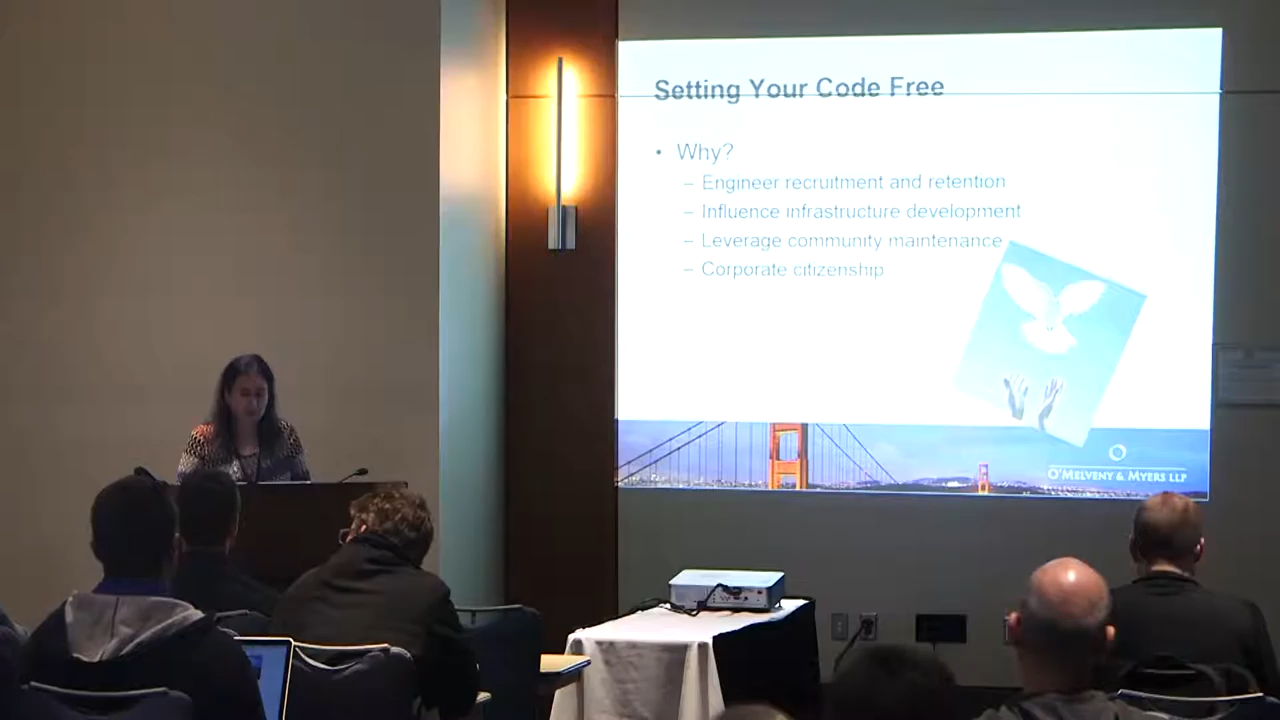 Setting Your Code Free
• Why?
– Engineer recruitment and retention
– Influence infrastructure development
– Leverage community maintenance
– Corporate citizenship
O'MELVENY & MYERS LLP